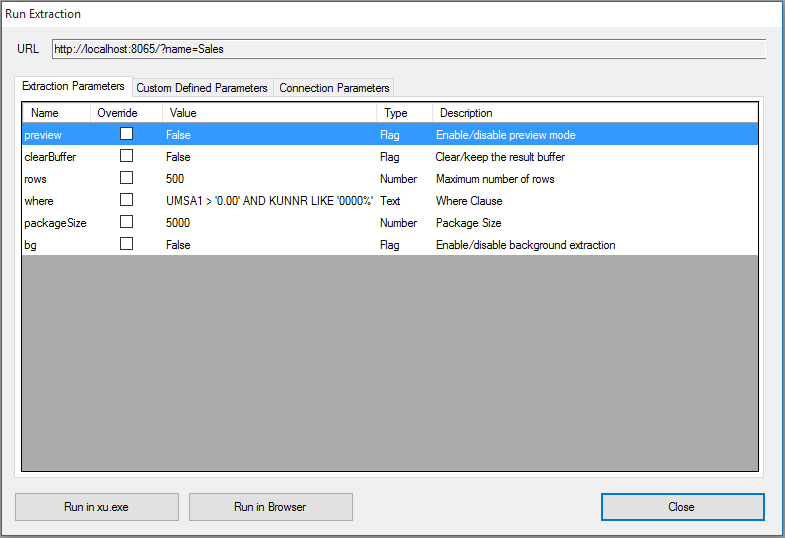 Run Extraction
URL http://localhost:8065/?name=Sales
Extraction Parameters Custom Defined Parameters Connection Parameters
Name Override Value Type Description
preview False Flag Enable/disable preview mode
clearBuffer False Flag Clear/keep the result buffer
rows 500 Number Maximum number of rows
where UMSA1 > '0.00' AND KUNNR LIKE '0000%' Text Where Clause
packageSize 5000 Number Package Size
bg False Flag Enable/disable background extraction
Run in xu.exe Run in Browser Close